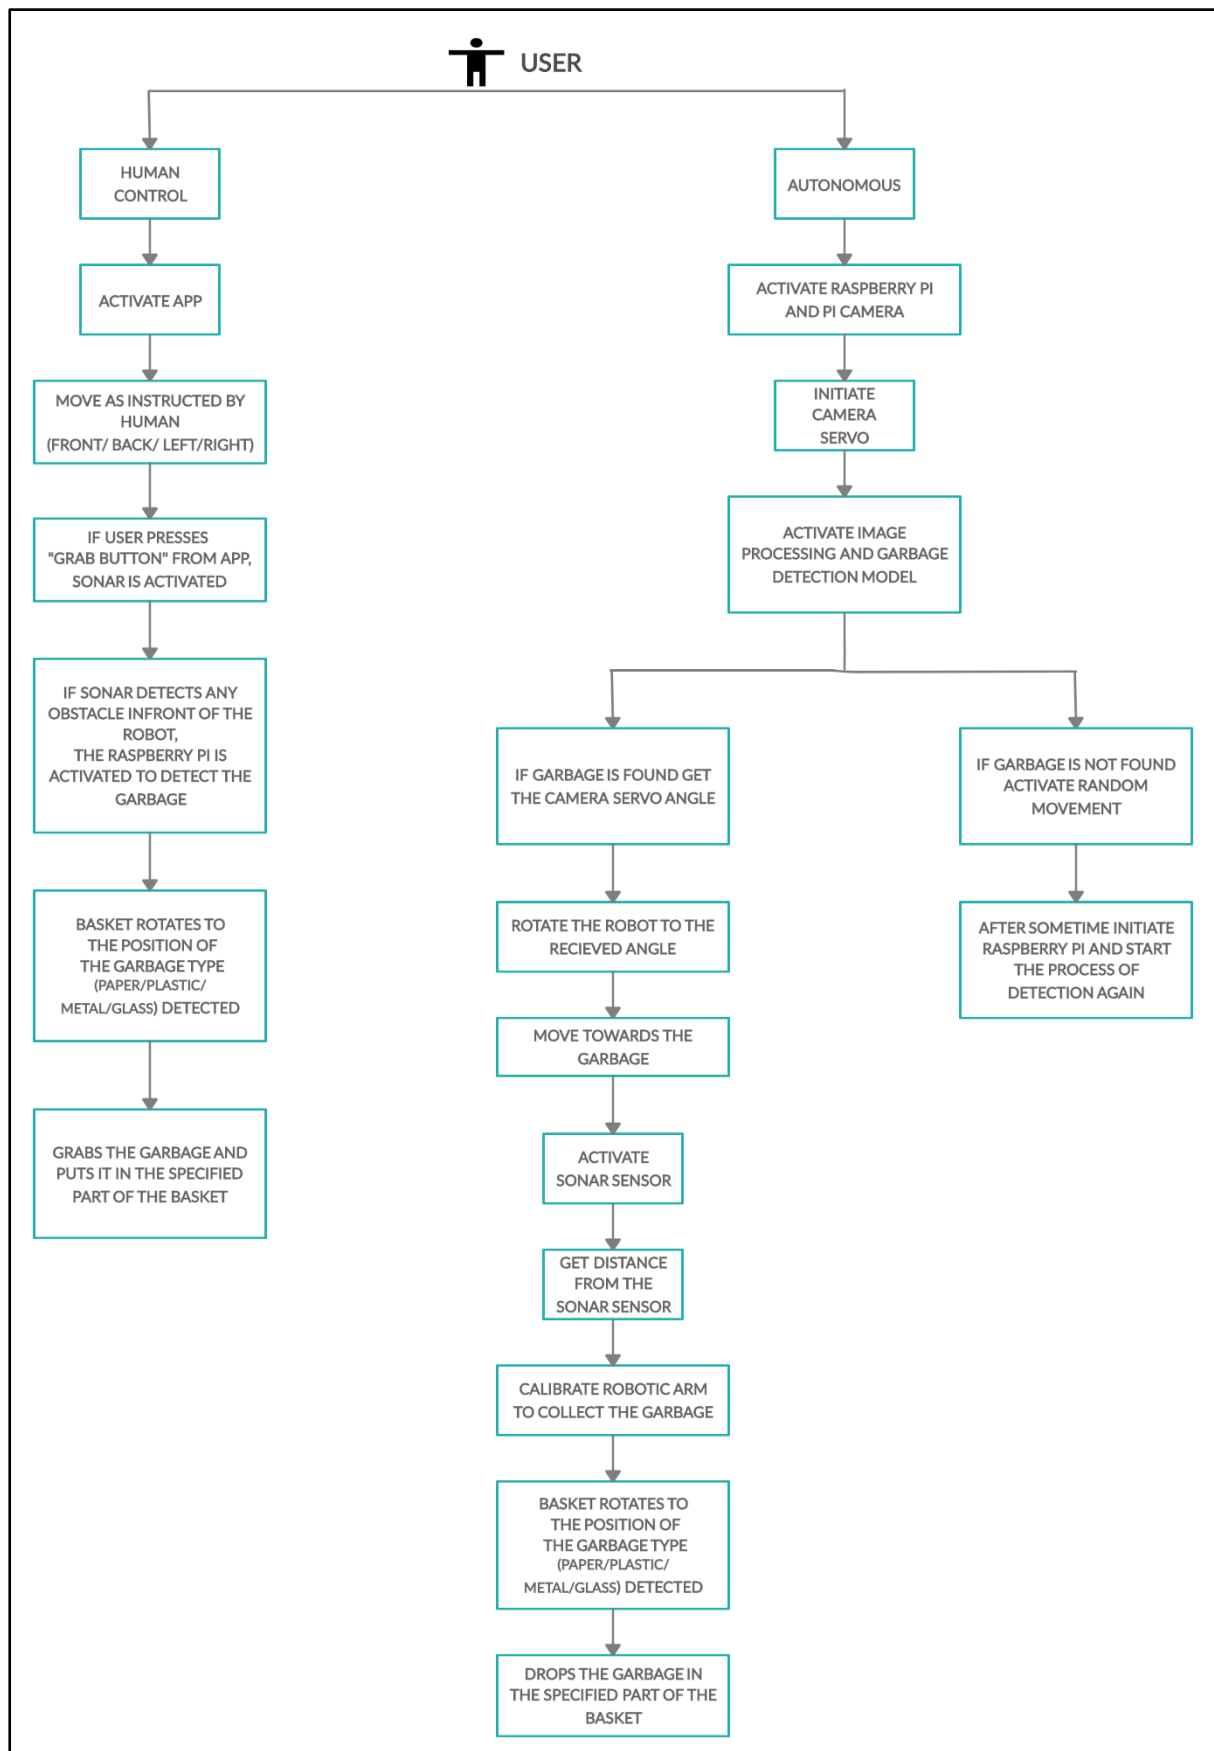 USER
HUMAN
CONTROL
ACTIVATE APP
MOVE AS INSTRUCTED BY
HUMAN
(FRONT/ BACK/ LEFT/RIGHT)
IF USER PRESSES
"GRAB BUTTON" FROM APP,
SONAR IS ACTIVATED
IF SONAR DETECTS ANY
OBSTACLE INFRONT OF THE
ROBOT,
THE RASPBERRY PI IS
ACTIVATED TO DETECT THE
GARBAGE
BASKET ROTATES TO
THE POSITION OF
THE GARBAGE TYPE
(PAPER/PLASTIC/
METAL/GLASS) DETECTED
GRABS THE GARBAGE AND
PUTS IT IN THE SPECIFIED
PART OF THE BASKET
AUTONOMOUS
ACTIVATE RASPBERRY PI
AND PI CAMERA
INITIATE
CAMERA
SERVO
ACTIVATE IMAGE
PROCESSING AND GARBAGE
DETECTION MODEL
IF GARBAGE IS FOUND GET
THE CAMERA SERVO ANGLE
ROTATE THE ROBOT TO THE
RECIEVED ANGLE
MOVE TOWARDS THE
GARBAGE
ACTIVATE
SONAR SENSOR
GET DISTANCE
FROM THE
SONAR SENSOR
CALIBRATE ROBOTIC ARM
TO COLLECT THE GARBAGE
BASKET ROTATES TO
THE POSITION OF
THE GARBAGE TYPE
(PAPER/PLASTIC/
METAL/GLASS) DETECTED
DROPS THE GARBAGE IN
THE SPECIFIED PART OF THE
BASKET
IF GARBAGE IS NOT FOUND
ACTIVATE RANDOM
MOVEMENT
AFTER SOMETIME INITIATE
RASPBERRY PI AND START
THE PROCESS OF
DETECTION AGAIN